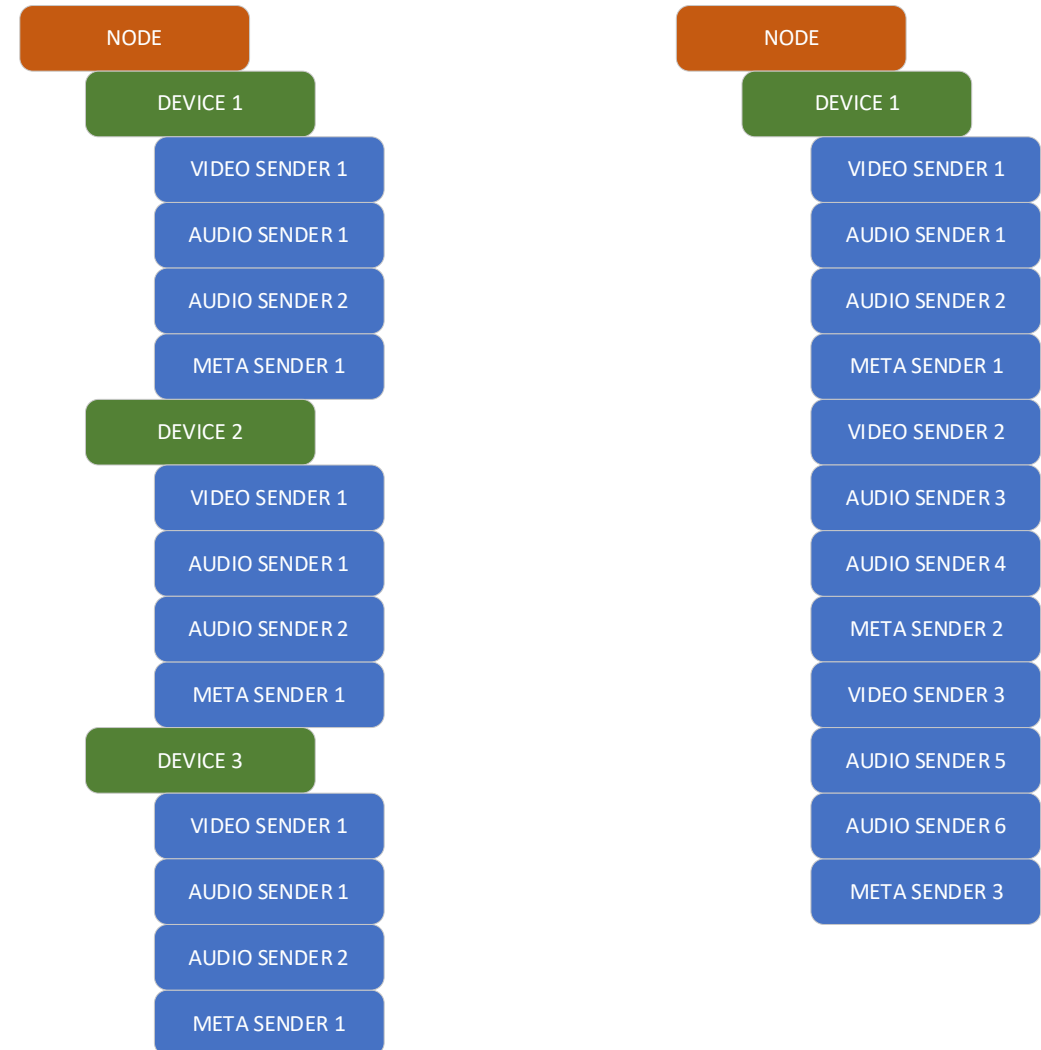 NODE
DEVICE 1
VIDEO SENDER 1
AUDIO SENDER 1
AUDIO SENDER 2
META SENDER 1
DEVICE 2
VIDEO SENDER 1
AUDIO SENDER 1
AUDIO SENDER 2
META SENDER 1
DEVICE 3
VIDEO SENDER 1
AUDIO SENDER 1
AUDIO SENDER 2
META SENDER 1
NODE
DEVICE 1
VIDEO SENDER 1
AUDIO SENDER 1
AUDIO SENDER 2
META SENDER 1
VIDEO SENDER 2
AUDIO SENDER 3
AUDIO SENDER 4
META SENDER 2
VIDEO SENDER 3
AUDIO SENDER 5
AUDIO SENDER 6
META SENDER 3